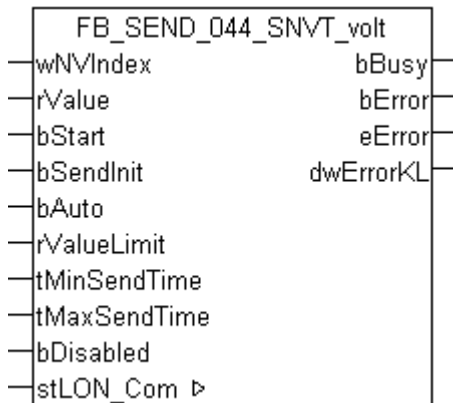 FB_SEND_044_SNVT_volt
wNVIndex bBusy
rValue bError
bStart eError
bSendInit dwErrorKL
bAuto
rValueLimit
tMinSendTime
tMaxSendTime
bDisabled
stLON_Com ▷